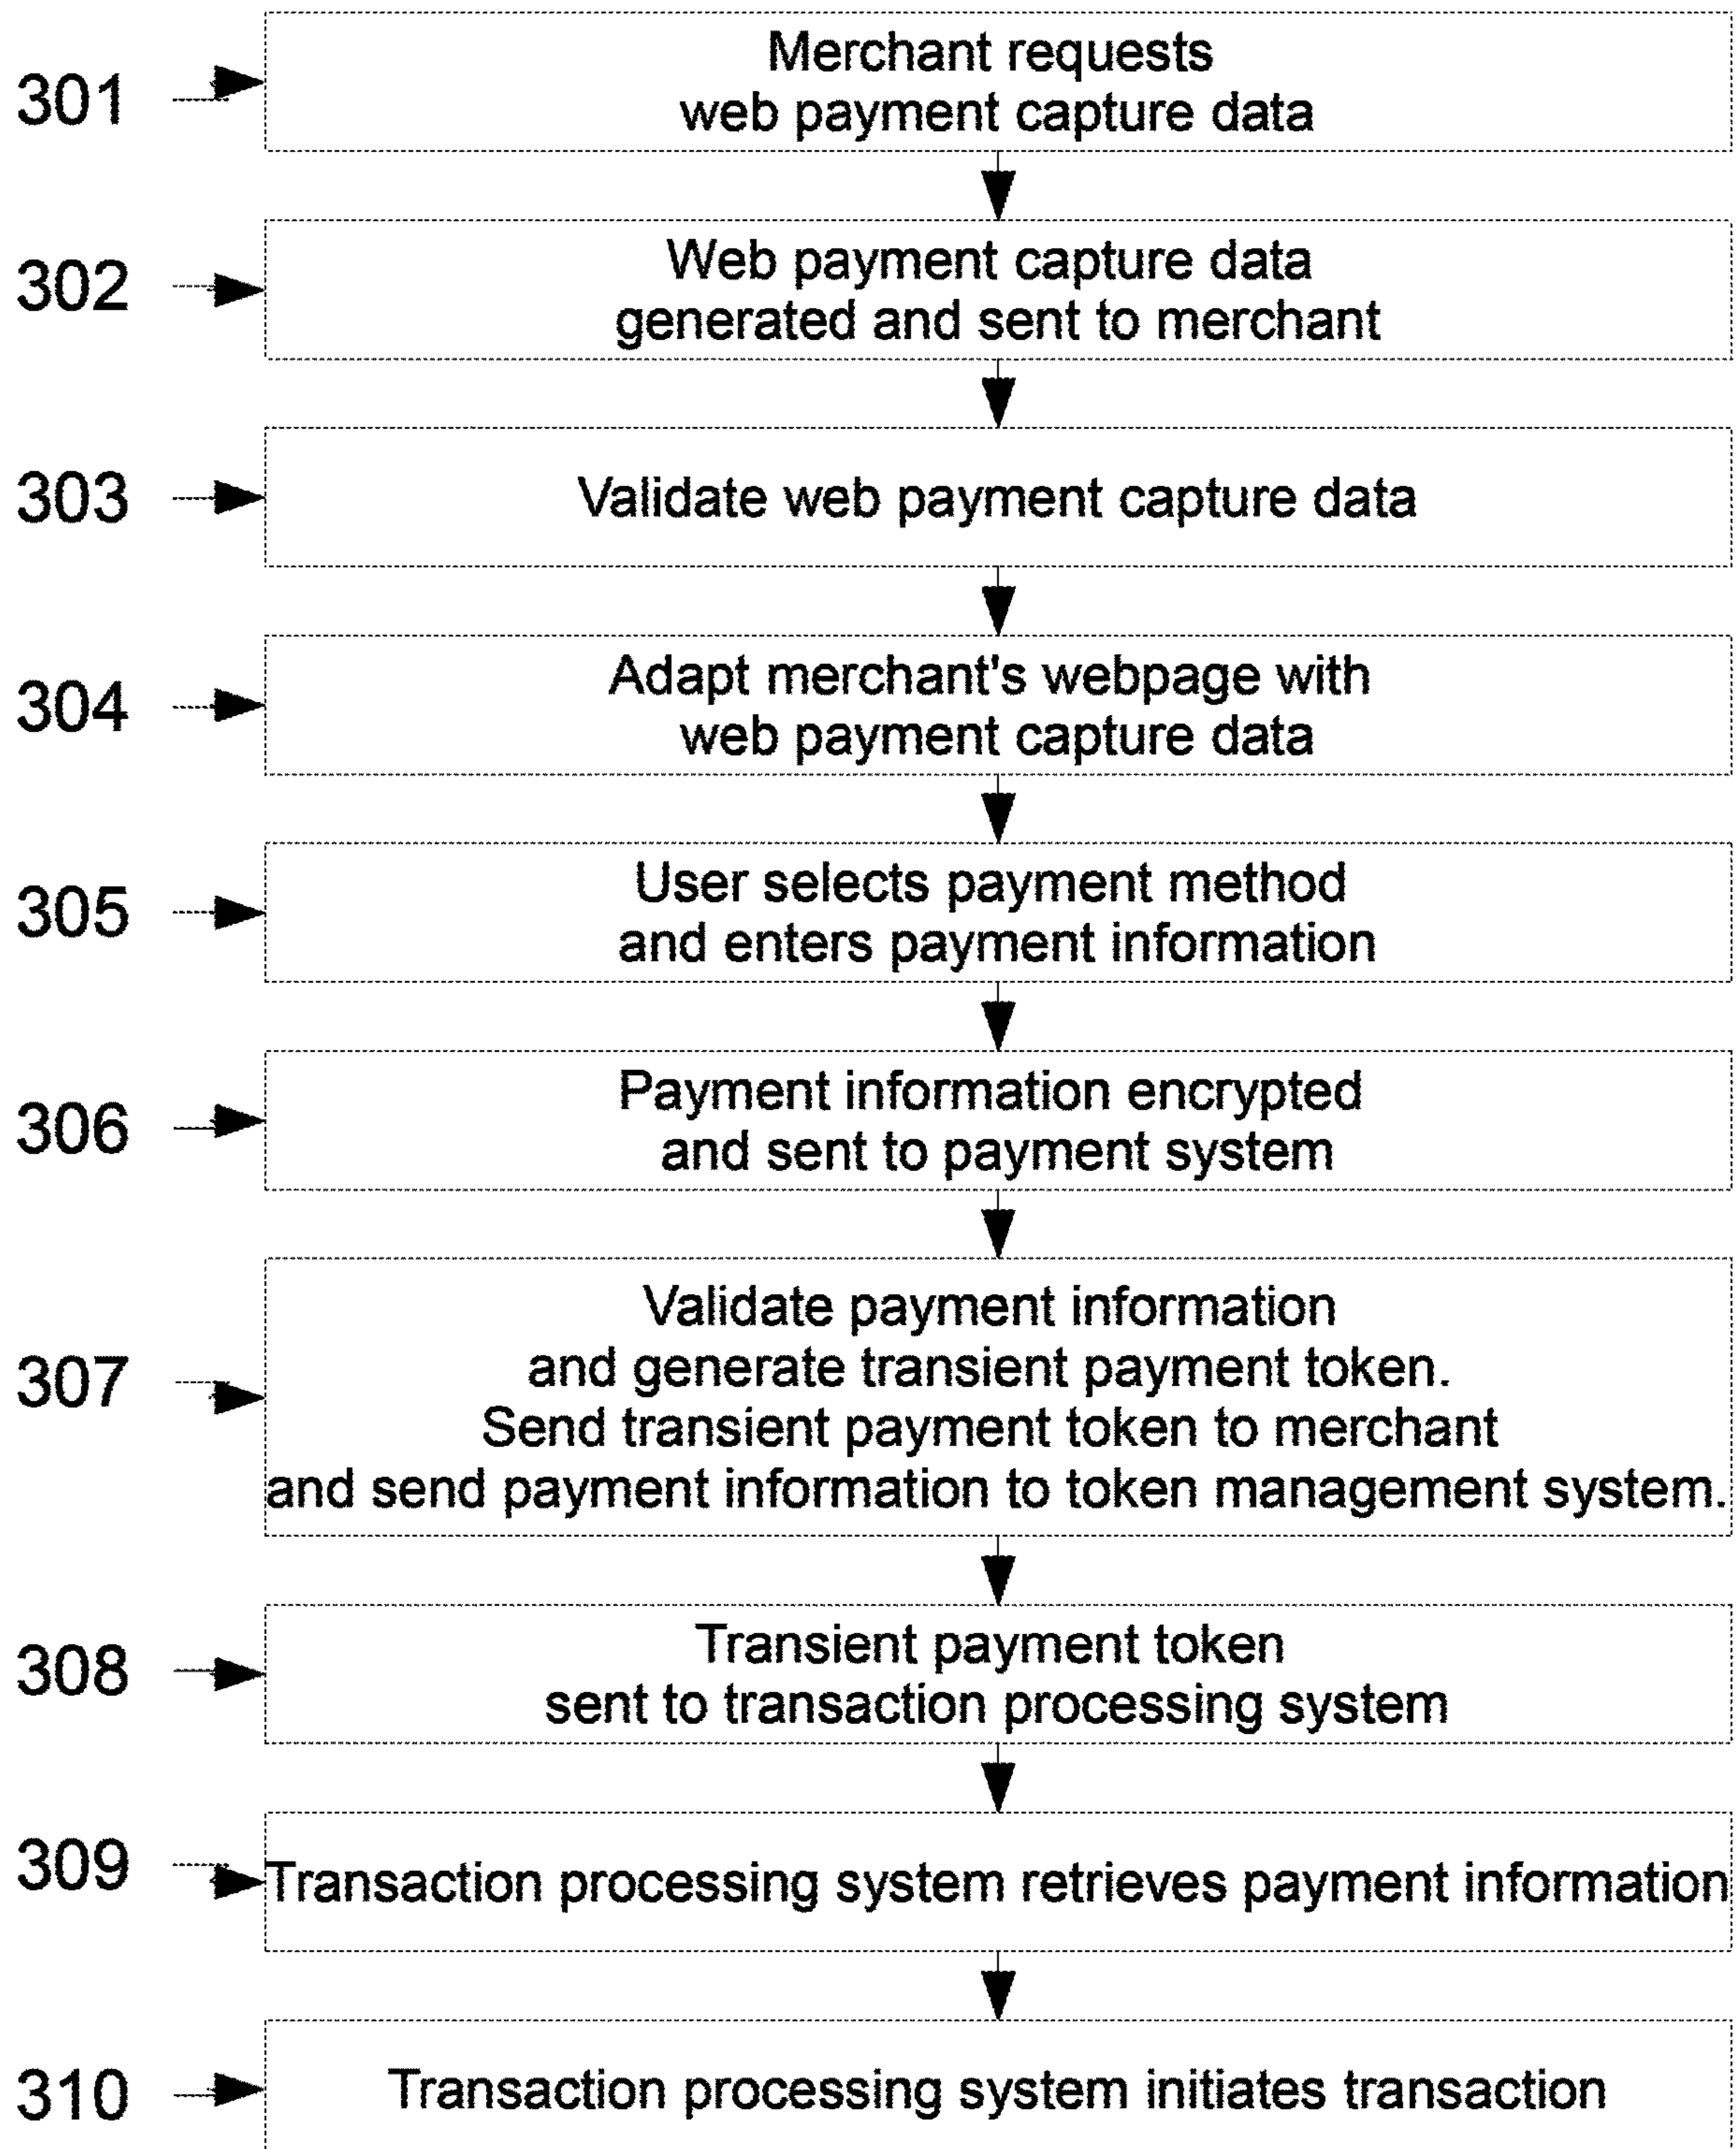 301
Merchant requests
web payment capture data
302
Web payment capture data
generated and sent to merchant
303
Validate web payment capture data
304
Adapt merchant's webpage with
web payment capture data
305
User selects payment method
and enters payment information
306
Payment information encrypted
and sent to payment system
307
Validate payment information
and generate transient payment token.
Send transient payment token to merchant
and send payment information to token management system.
308
Transient payment token
sent to transaction processing system
309
Transaction processing system retrieves payment information
310
Transaction processing system initiates transaction